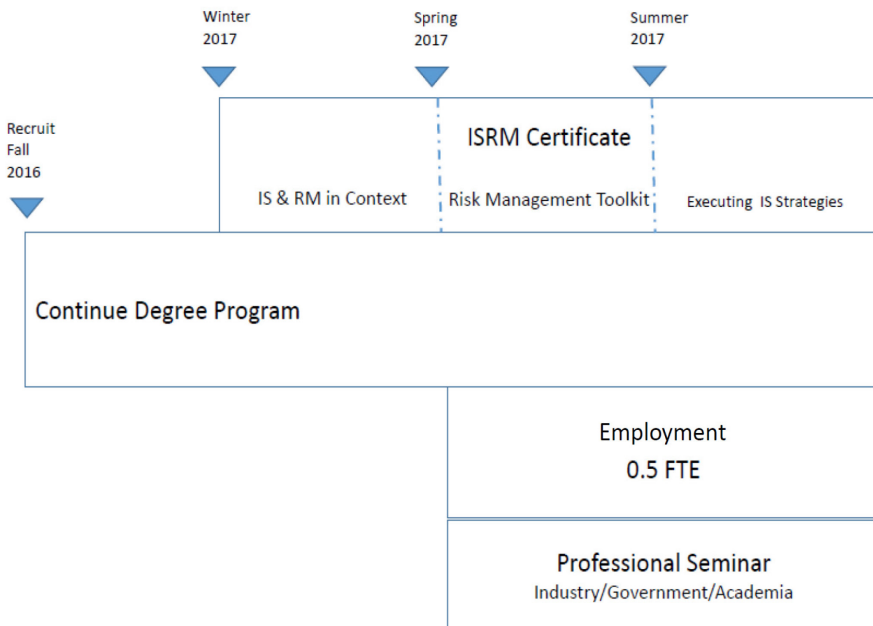 Winter
2017
Spring
2017
Summer
2017
Recruit
Fall
2016
ISRM Certificate
IS & RM in Context
Risk Management Toolkit
Executing IS Strategies
Continue Degree Program
Employment
0.5 FTE
Professional Seminar
Industry/Government/Academia